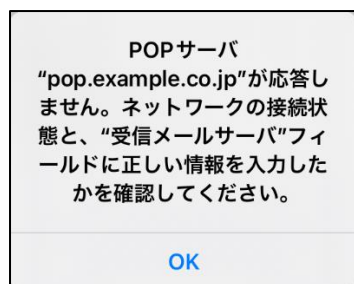 POPサーバ
“pop.example.co.jp”が応答し
ません。ネットワークの接続状
態と、“受信メールサーバ”フィ
ールドに正しい情報を入力した
かを確認してください。
OK